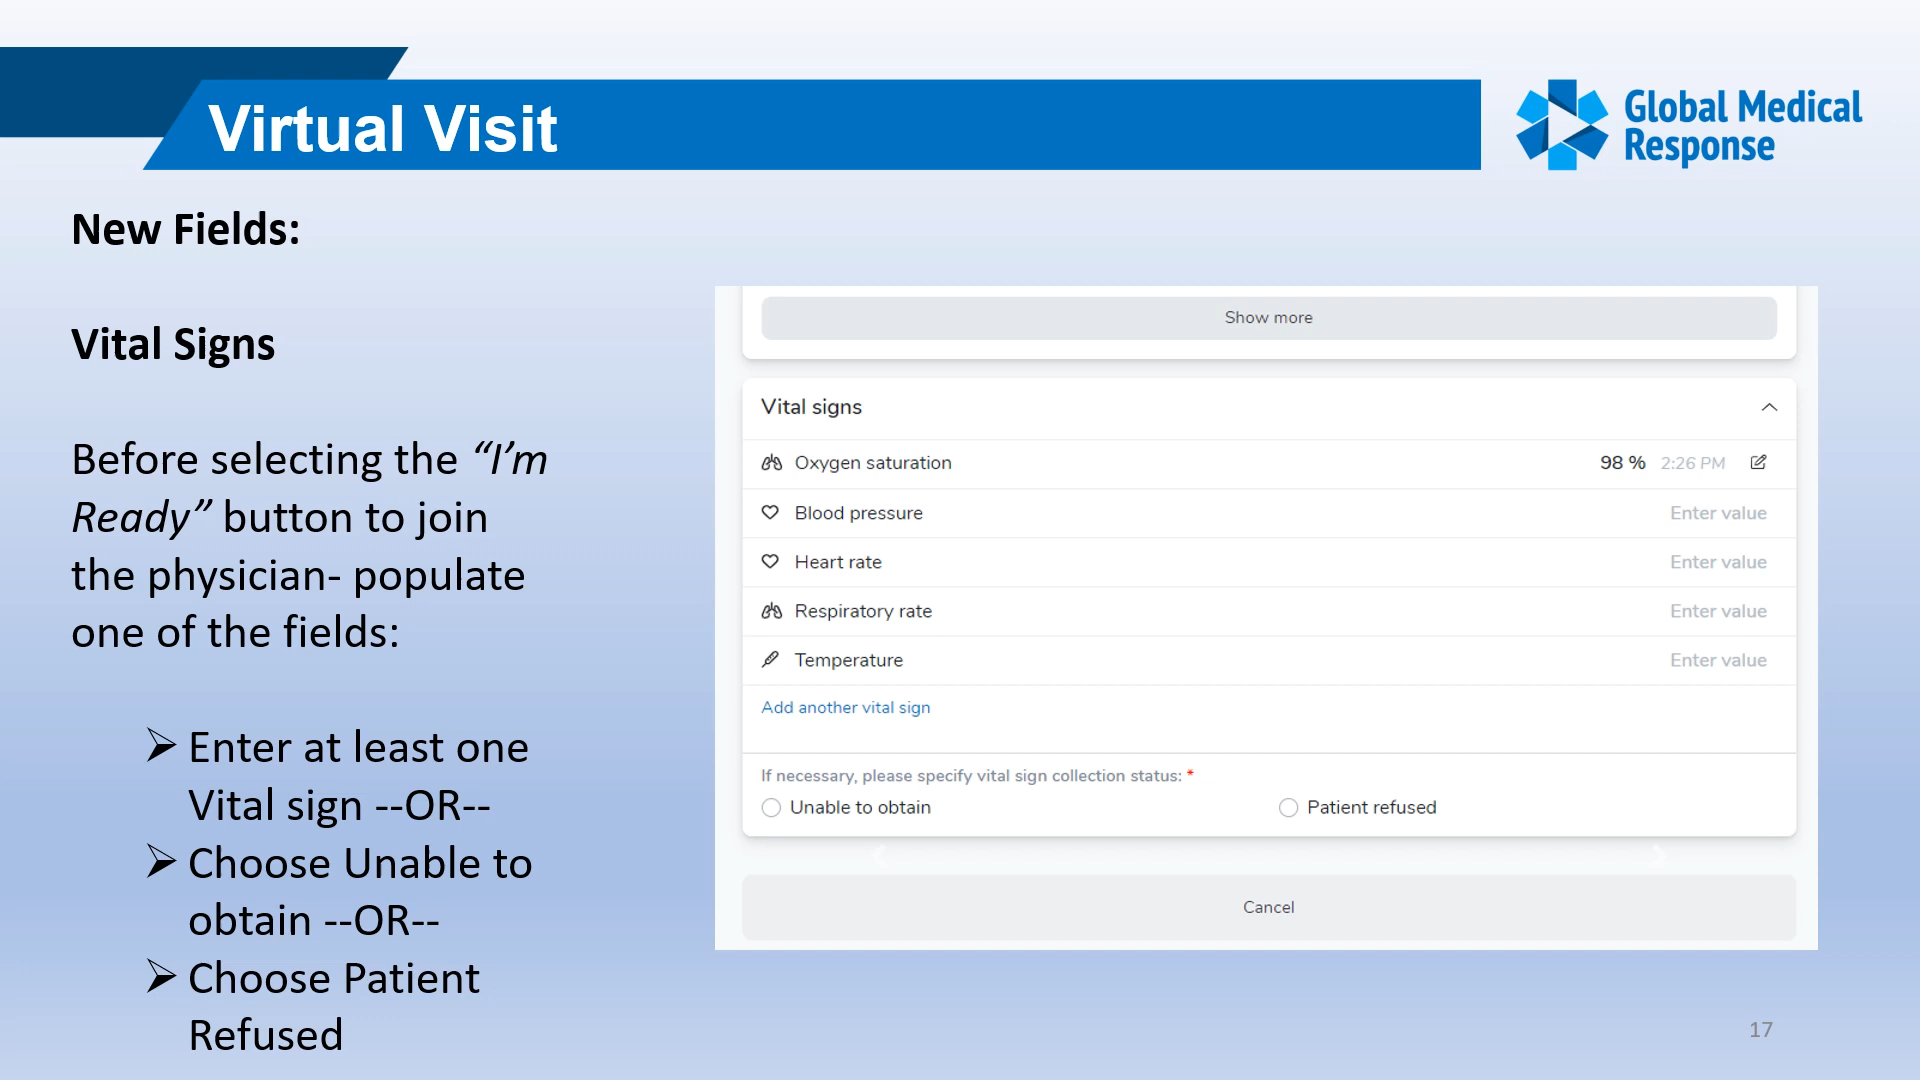 Virtual Visit
Global Medical
Response
New Fields:
Vital Signs
Before selecting the “I’m
Ready” button to join
the physician- populate
one of the fields:
Enter at least one
Vital sign --OR--
Choose Unable to
obtain --OR--
Choose Patient
Refused
Show more
Vital signs
Oxygen saturation 98 % 2:26 PM
Blood pressure Enter value
Heart rate Enter value
Respiratory rate Enter value
Temperature Enter value
Add another vital sign
If necessary, please specify vital sign collection status: *
Unable to obtain Patient refused
Cancel
17